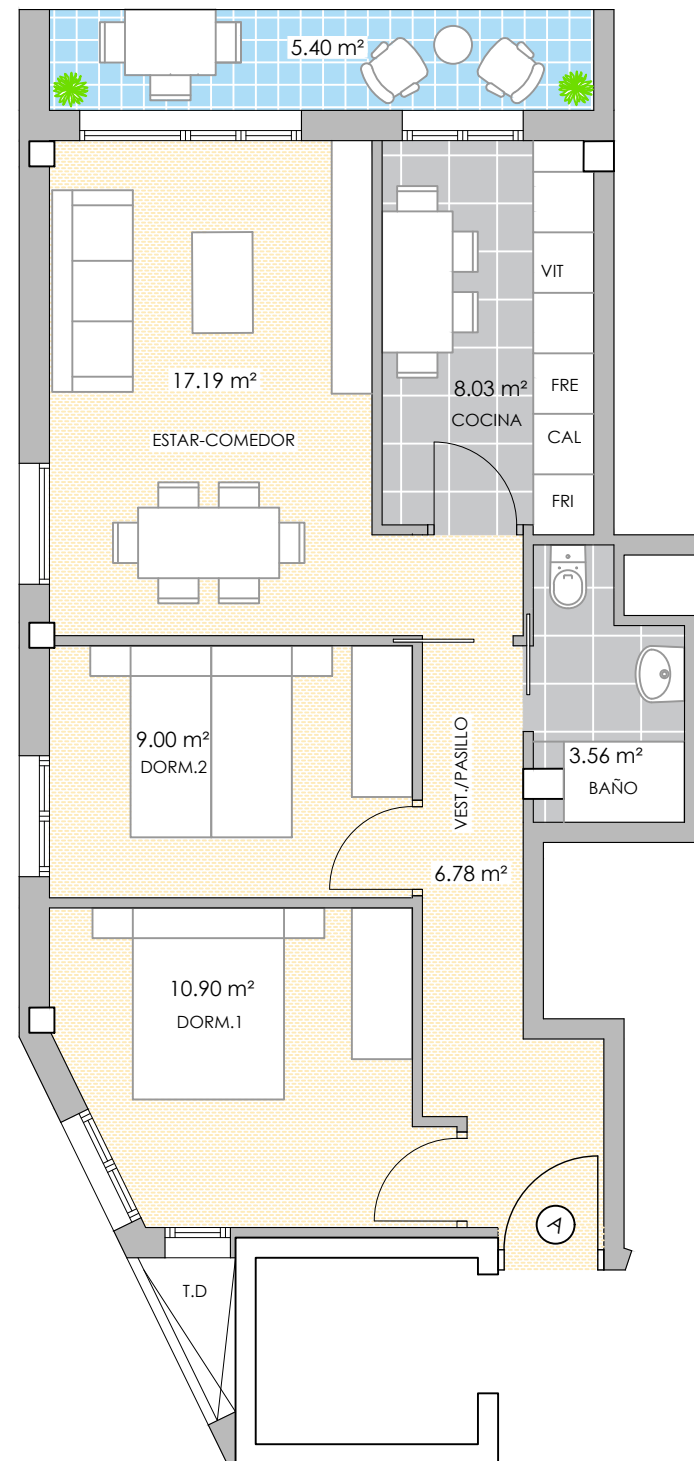 5.40 m²
VIT
17.19 m²
8.03 m²
FRE
COCINA
ESTAR-COMEDOR
CAL
FRI
9.00 m²
DORM.2
VEST./PASILLO
3.56 m²
BAÑO
6.78 m²
10.90 m²
DORM.1
A
T.D